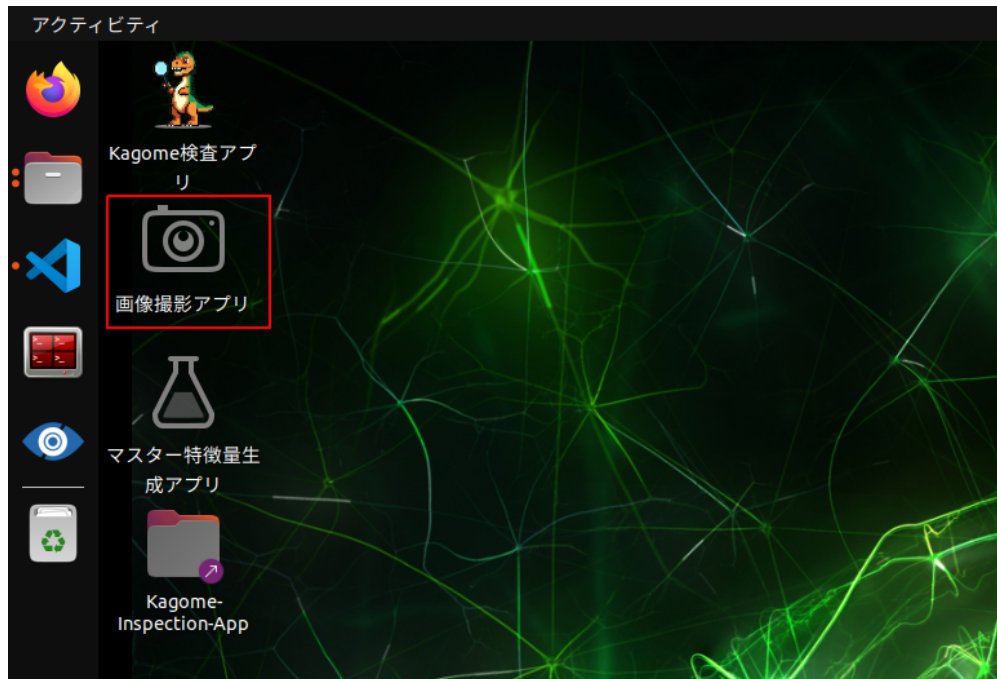 アクティビティ
Kagome検査アプ
リ
画像撮影アプリ
マスター特徴量生
成アプリ
Kagome-
Inspection-App